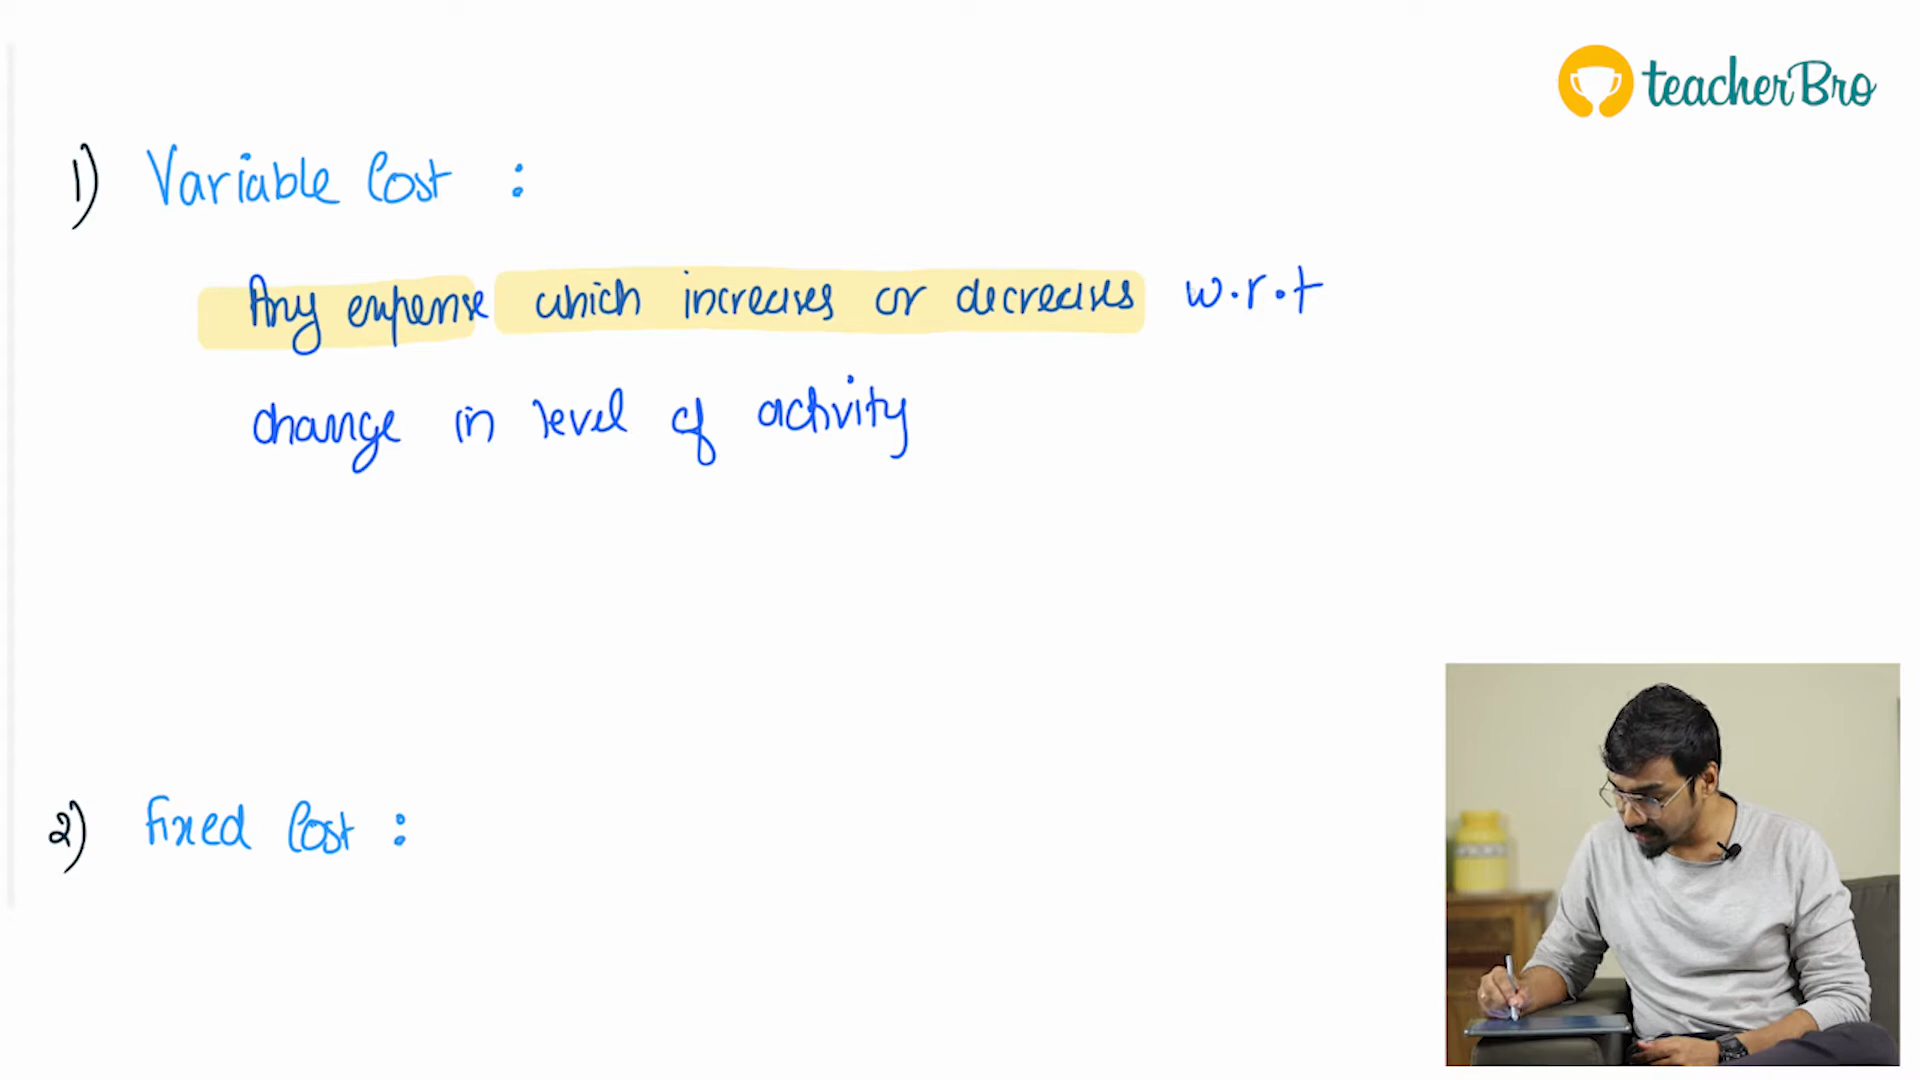 teacherBro
1) Variable Cost :
Any expense which increases or decreases w.r.t
change in level of activity
2) Fixed Cost :